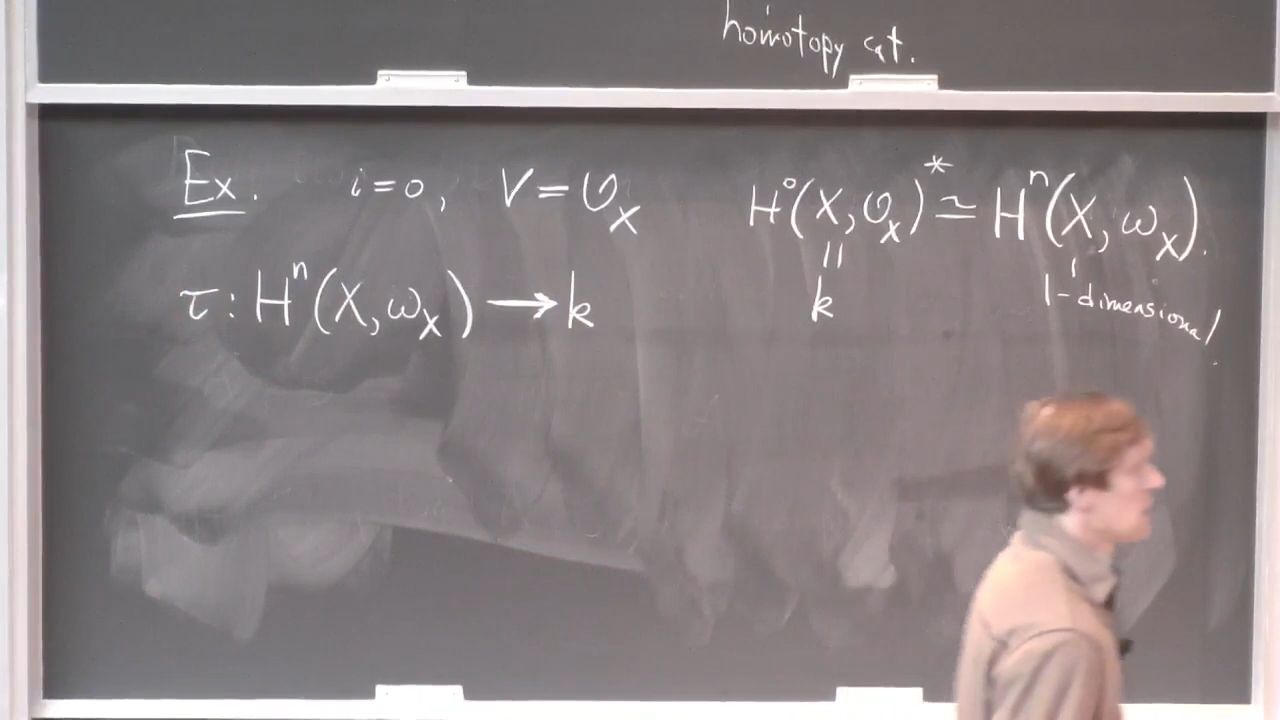 homotopy cat.
Ex. i=0, V=𝒪_X H⁰(X,𝒪_X)* ≃ Hⁿ(X,ω_X).
τ: Hⁿ(X,ω_X) ⟶ k || k 1-dimensional